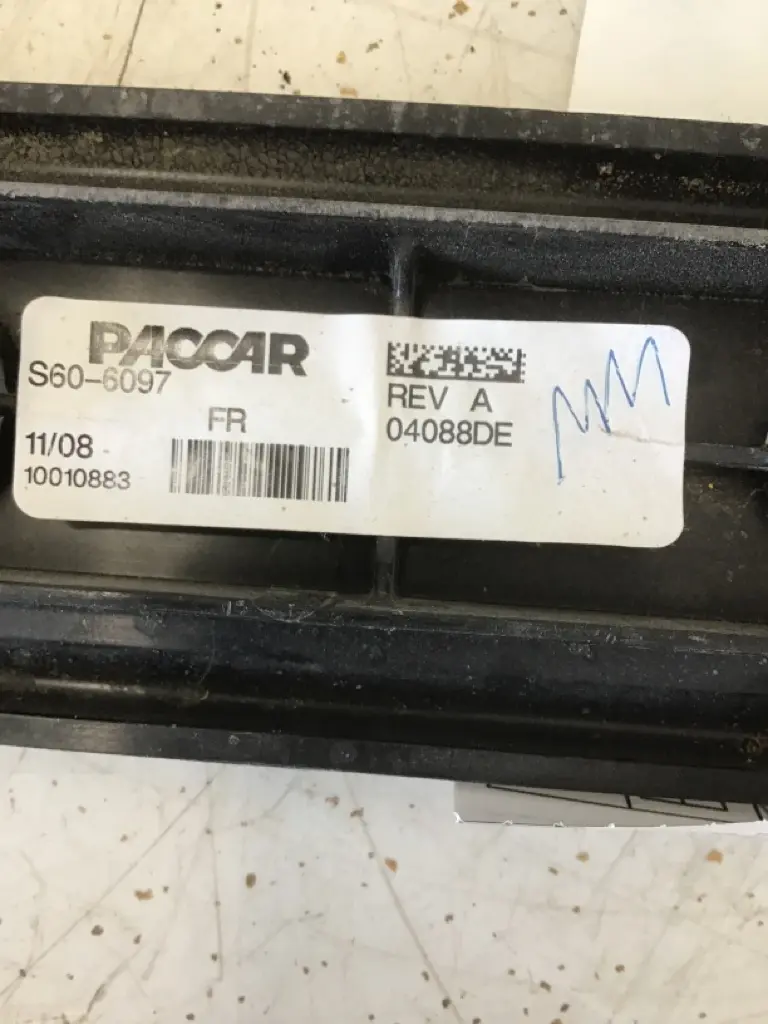 PACCAR
S60-6097
FR
11/08
10010883
REV A
04088DE